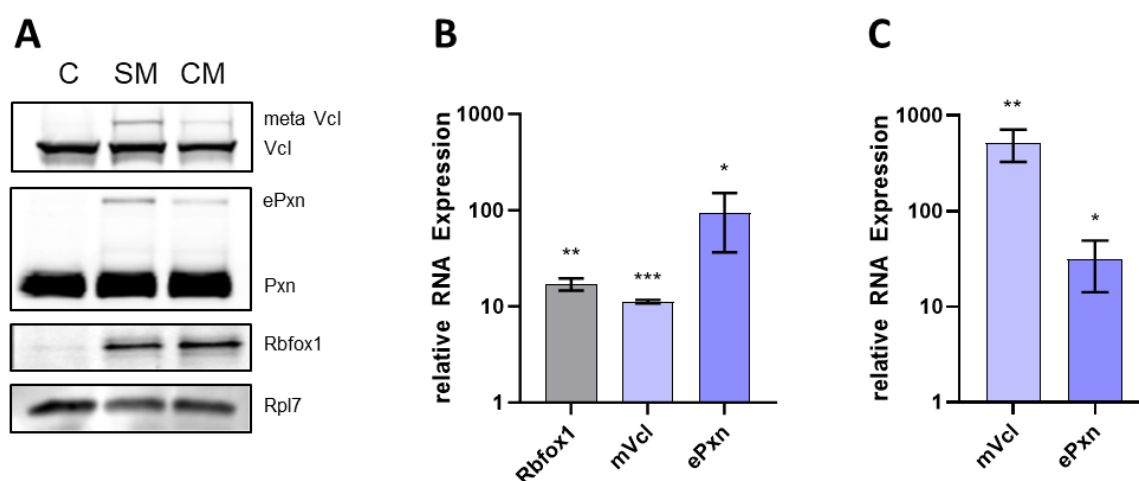 A
C SM CM
meta Vcl
Vcl
ePxn
Pxn
Rbfox1
Rpl7
B
relative RNA Expression
1000
100
10
1
**
***
*
Rbfox1
mVcl
ePxn
C
relative RNA Expression
1000
100
10
1
**
*
mVcl
ePxn